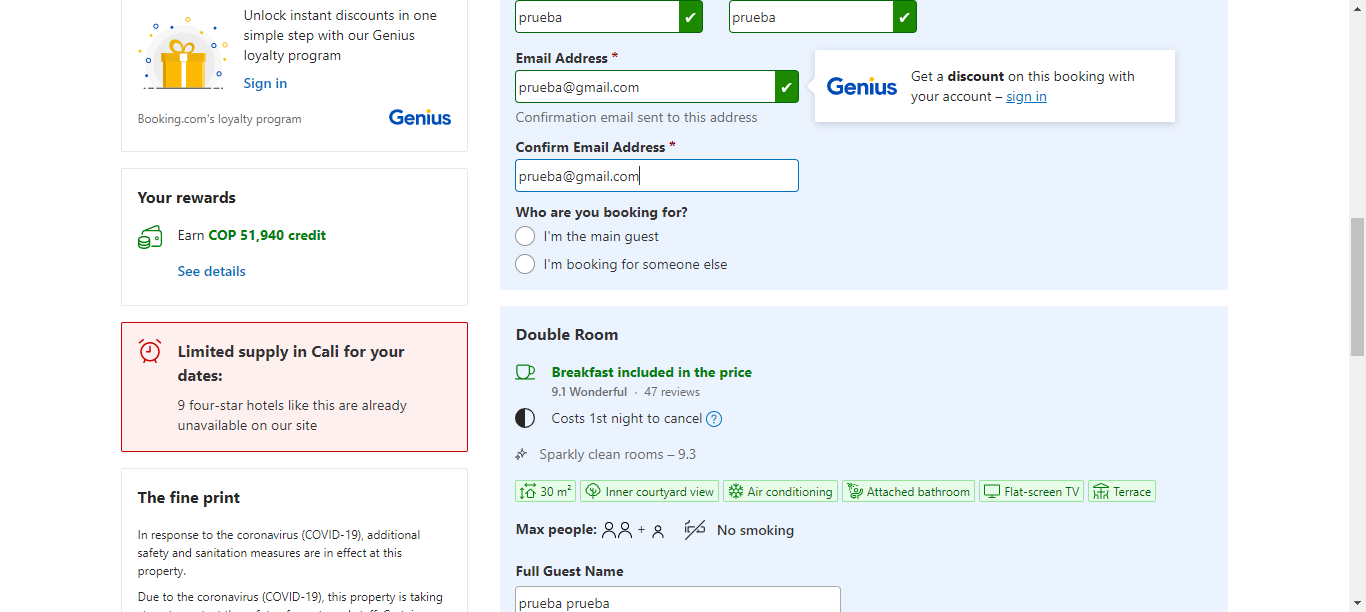 Unlock instant discounts in one
simple step with our Genius
loyalty program
Sign in
Booking.com's loyalty program
Genius
Your rewards
Earn COP 51,940 credit
See details
Limited supply in Cali for your
dates:
9 four-star hotels like this are already
unavailable on our site
The fine print
In response to the coronavirus (COVID-19), additional
safety and sanitation measures are in effect at this
property.
Due to the coronavirus (COVID-19), this property is taking
prueba
prueba
Email Address *
prueba@gmail.com
Confirmation email sent to this address
Genius
Get a discount on this booking with
your account – sign in
Confirm Email Address *
prueba@gmail.com
Who are you booking for?
I'm the main guest
I'm booking for someone else
Double Room
Breakfast included in the price
9.1 Wonderful · 47 reviews
Costs 1st night to cancel ?
Sparkly clean rooms – 9.3
30 m²
Inner courtyard view
Air conditioning
Attached bathroom
Flat-screen TV
Terrace
Max people: +
No smoking
Full Guest Name
prueba prueba